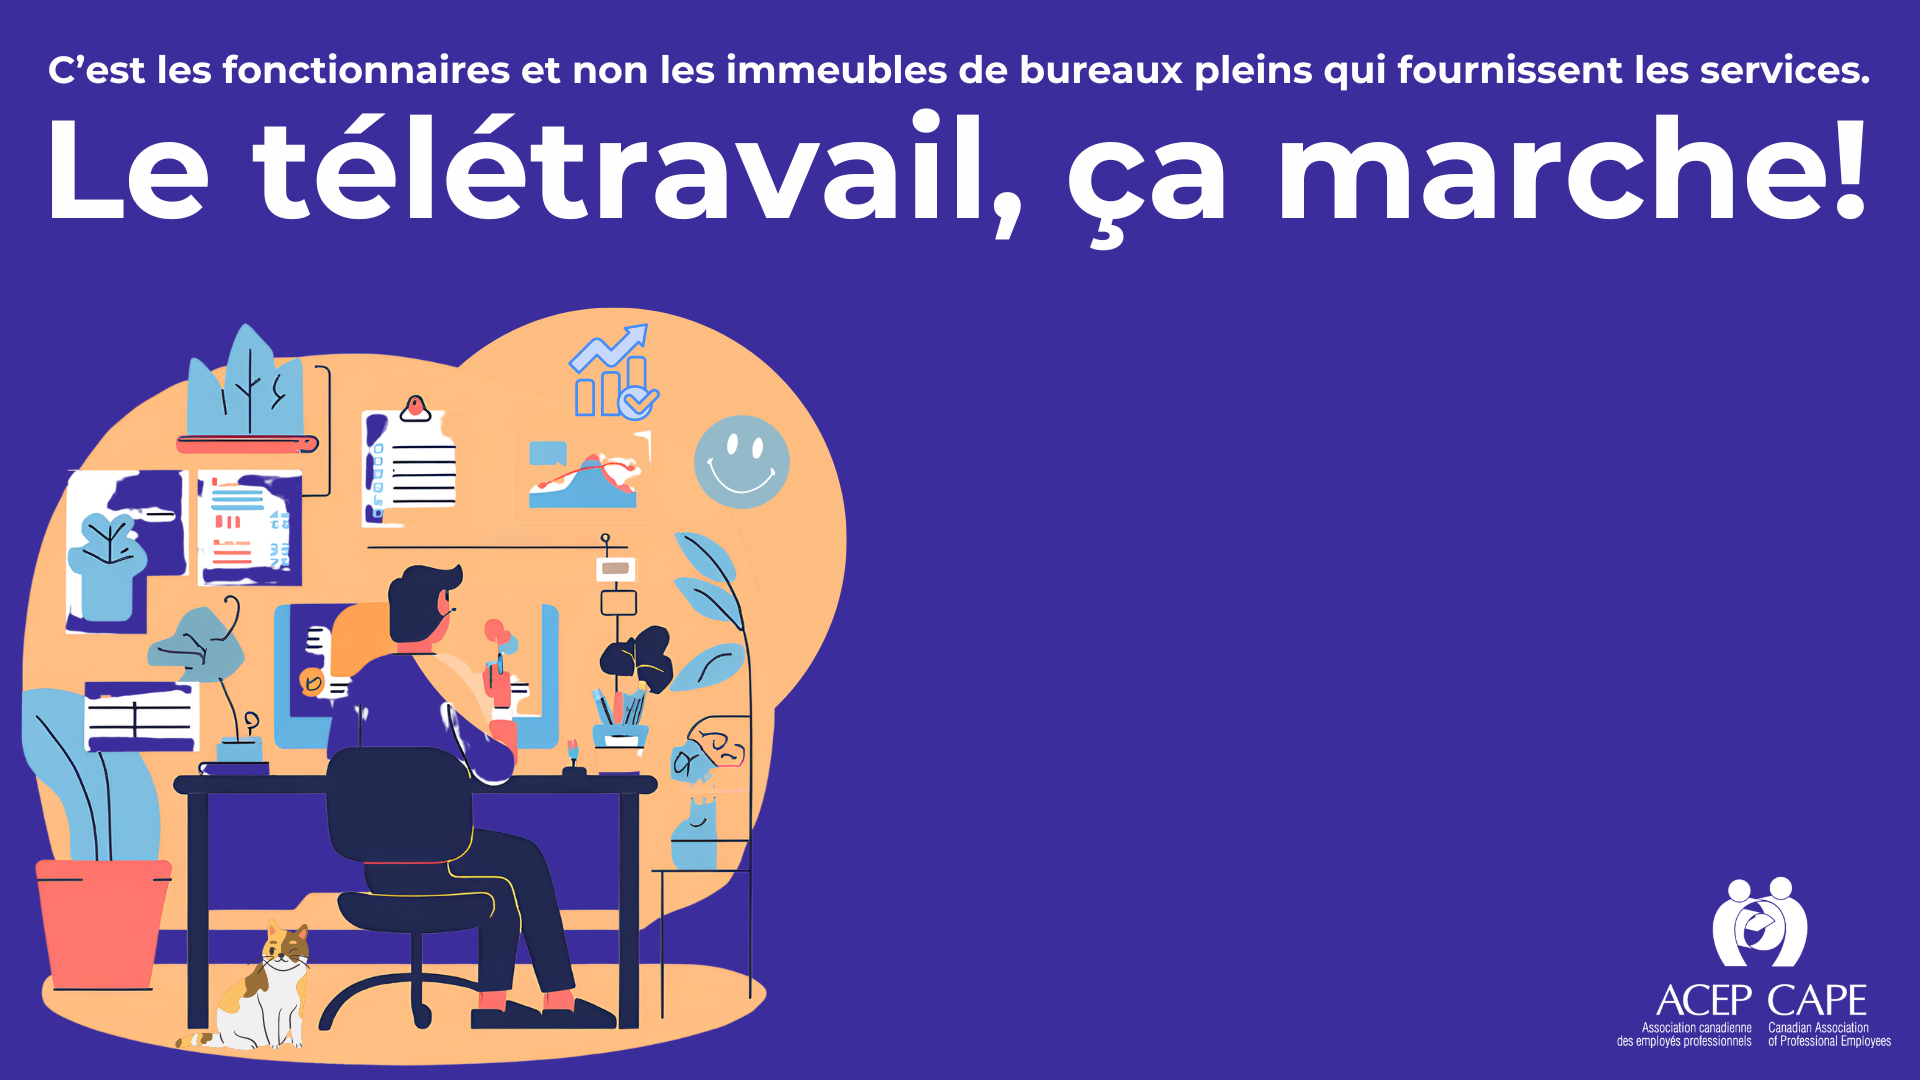 C’est les fonctionnaires et non les immeubles de bureaux pleins qui fournissent les services.
Le télétravail, ça marche!
ACEP CAPE
Association canadienne
des employés professionnels
Canadian Association
of Professional Employees